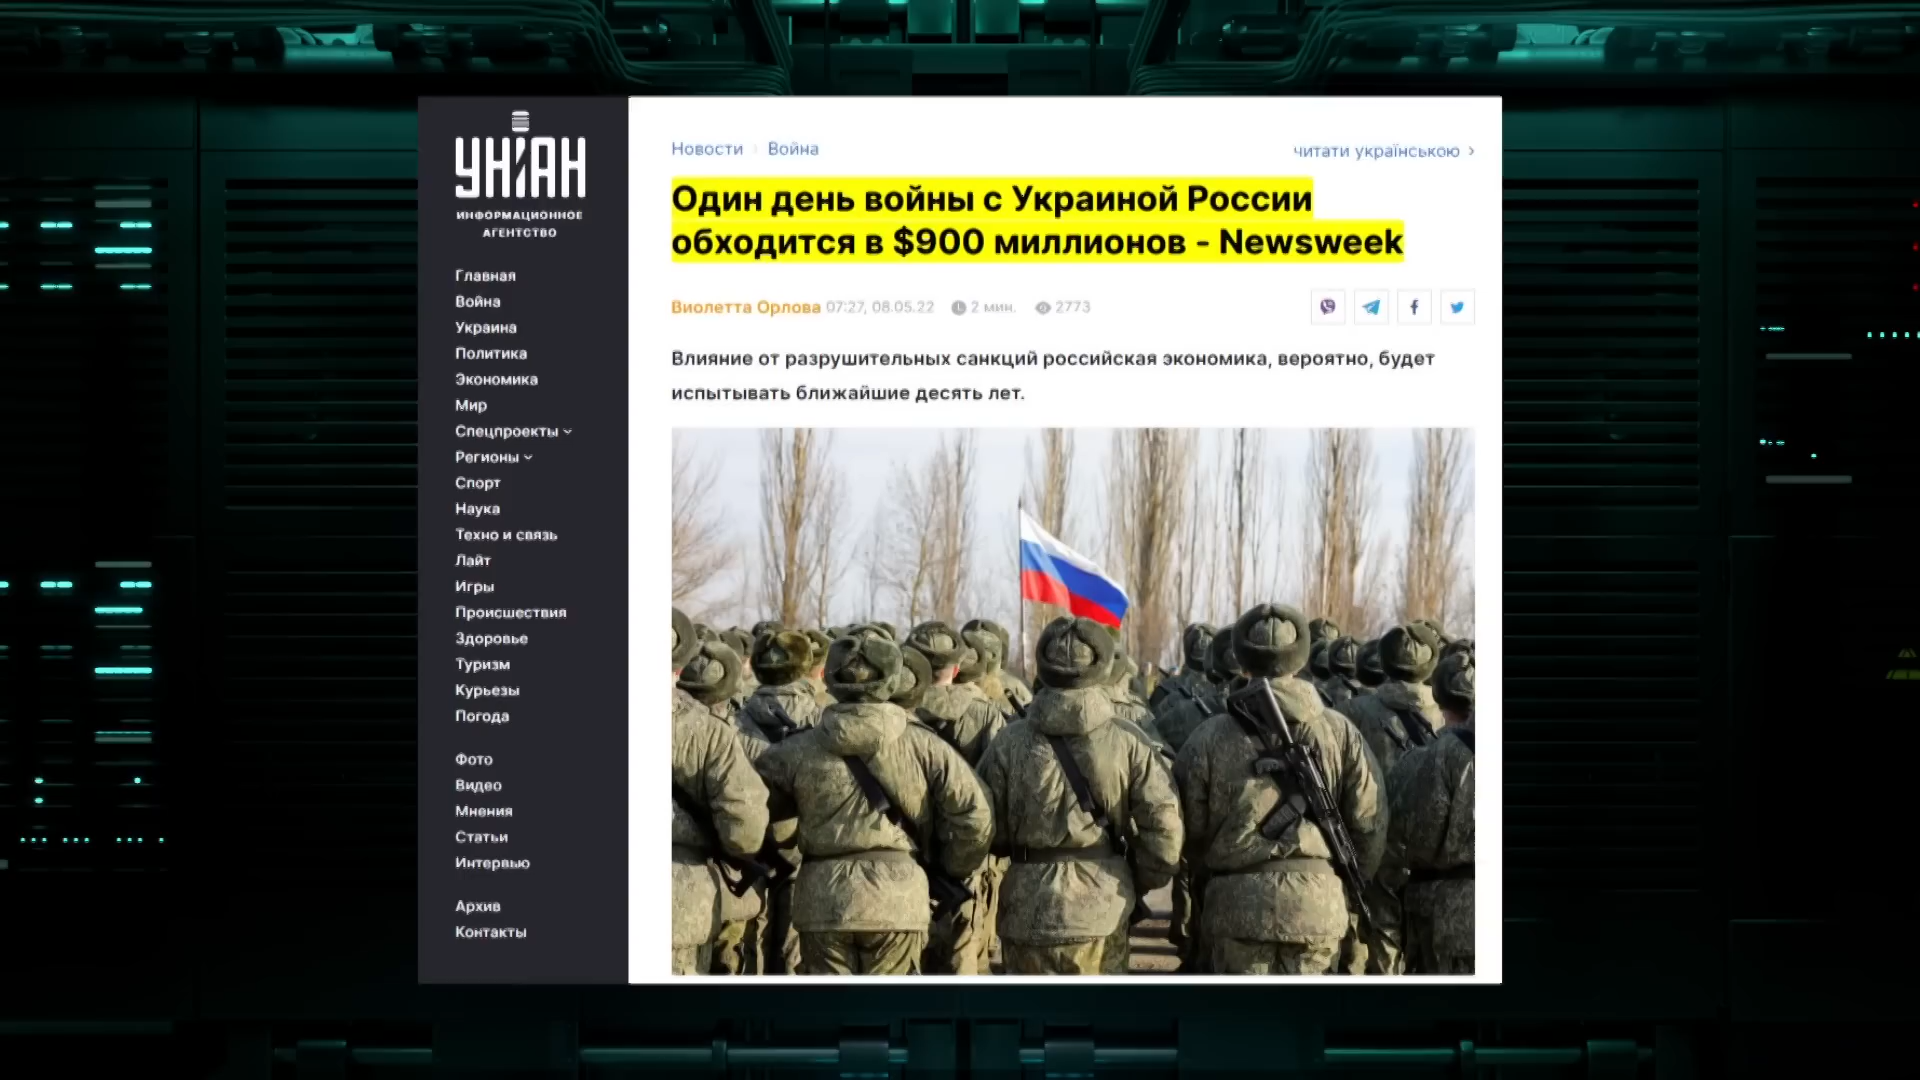 УНІАН
ИНФОРМАЦИОННОЕ
АГЕНТСТВО
Главная
Война
Украина
Политика
Экономика
Мир
Спецпроекты
Регионы
Спорт
Наука
Техно и связь
Лайт
Игры
Происшествия
Здоровье
Туризм
Курьезы
Погода
Фото
Видео
Мнения
Статьи
Интервью
Архив
Контакты
Новости Война
читати українською
Один день войны с Украиной России
обходится в $900 миллионов - Newsweek
Виолетта Орлова 07:27, 08.05.22 2 мин. 2773
Влияние от разрушительных санкций российская экономика, вероятно, будет
испытывать ближайшие десять лет.